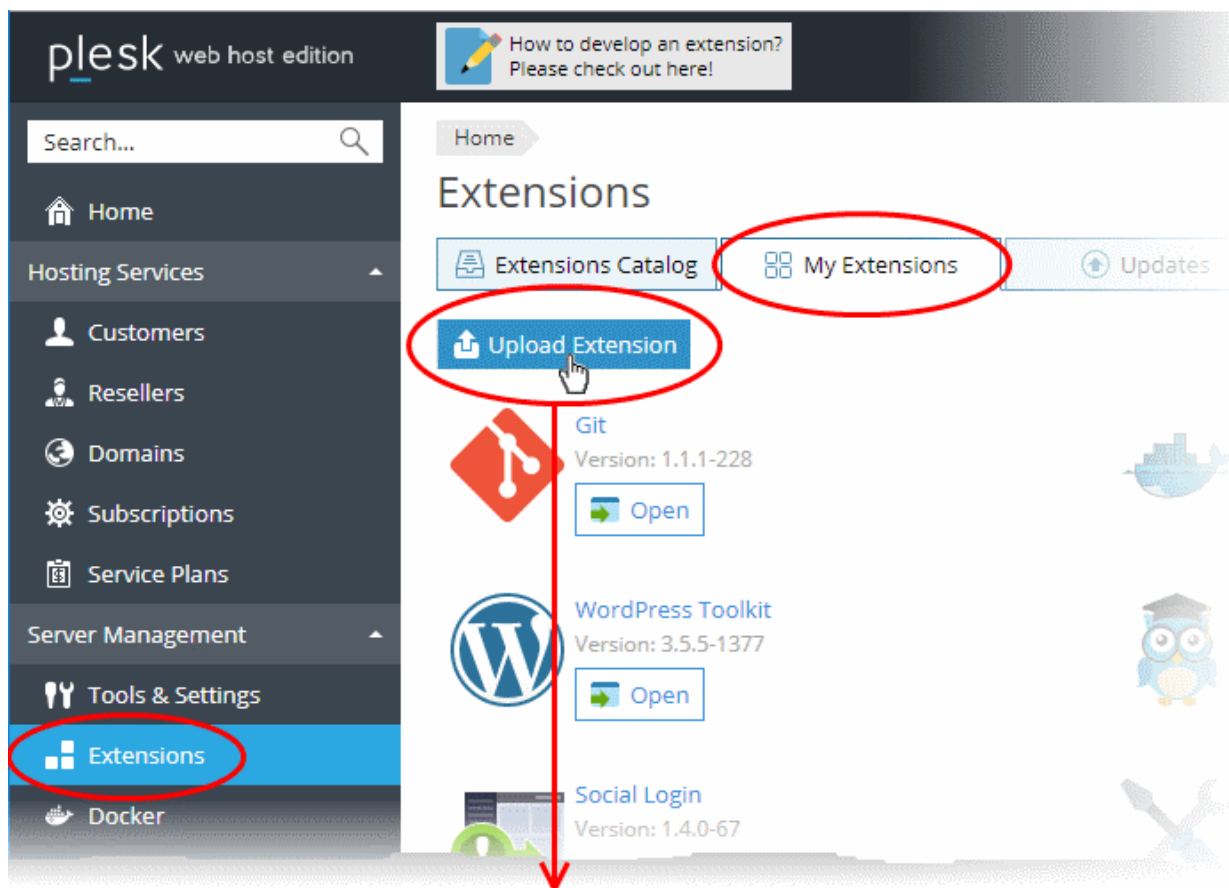 plesk web host edition
How to develop an extension?
Please check out here!
Search...
Home
Hosting Services
Customers
Resellers
Domains
Subscriptions
Service Plans
Server Management
Tools & Settings
Extensions
Docker
Home
Extensions
Extensions Catalog
My Extensions
Updates
Upload Extension
Git
Version: 1.1.1-228
Open
WordPress Toolkit
Version: 3.5.5-1377
Open
Social Login
Version: 1.4.0-67